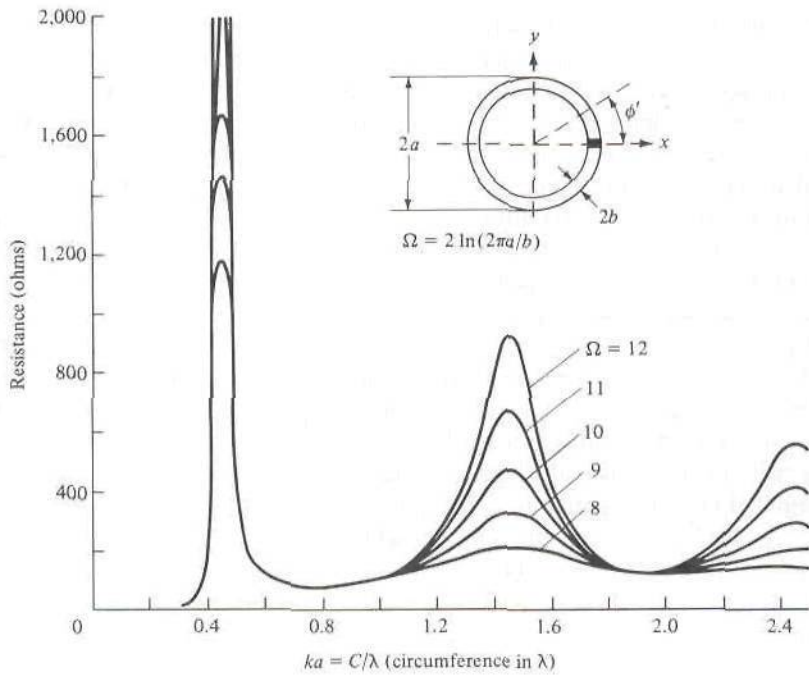 2,000
1,600
1,200
800
400
0
Resistance (ohms)
y
ϕ′
x
2a
2b
Ω = 2 ln(2πa/b)
Ω = 12
11
10
9
8
0.4
0.8
1.2
1.6
2.0
2.4
ka = C/λ (circumference in λ)